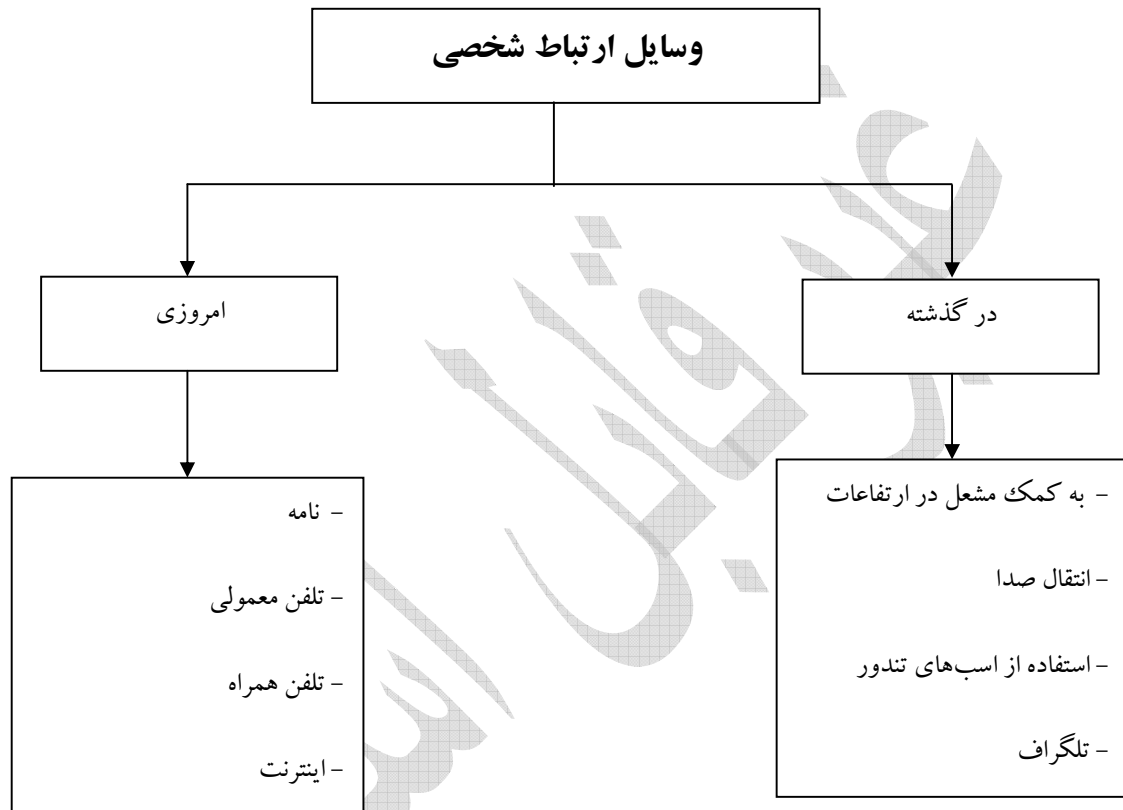 وسایل ارتباط شخصی
در گذشته
امروزی
- به کمک مشعل در ارتفاعات
- انتقال صدا
- استفاده از اسب‌های تندور
- تلگراف
- نامه
- تلفن معمولی
- تلفن همراه
- اینترنت